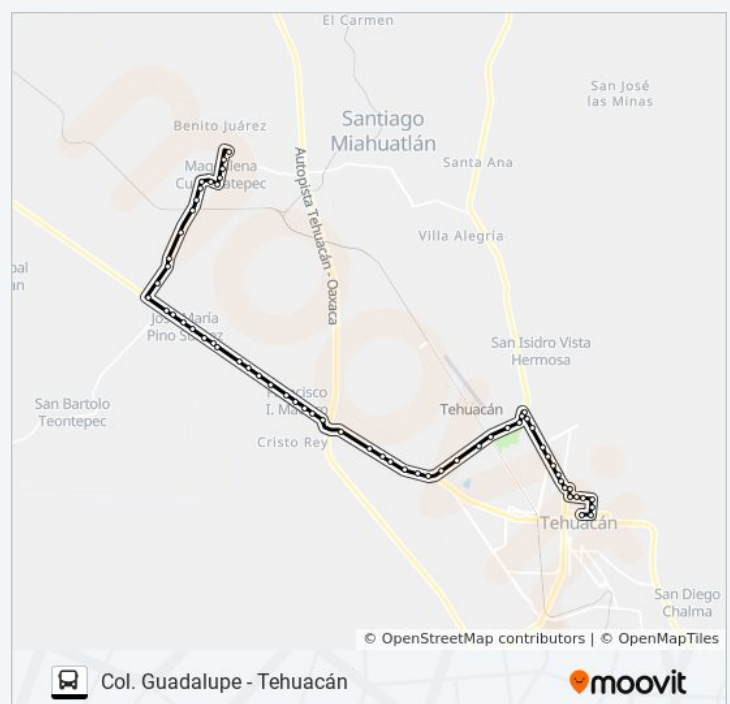 El Carmen
San José
las Minas
Santiago
Miahuatlán
Benito Juárez
Santa Ana
Autopista Tehuacán - Oaxaca
Villa Alegría
San Isidro Vista
Hermosa
San Bartolo
Teontepec
Tehuacán
Cristo Rey
Tehuacán
San Diego
Chalma
© OpenStreetMap contributors | © OpenMapTiles
Col. Guadalupe - Tehuacán
moovit